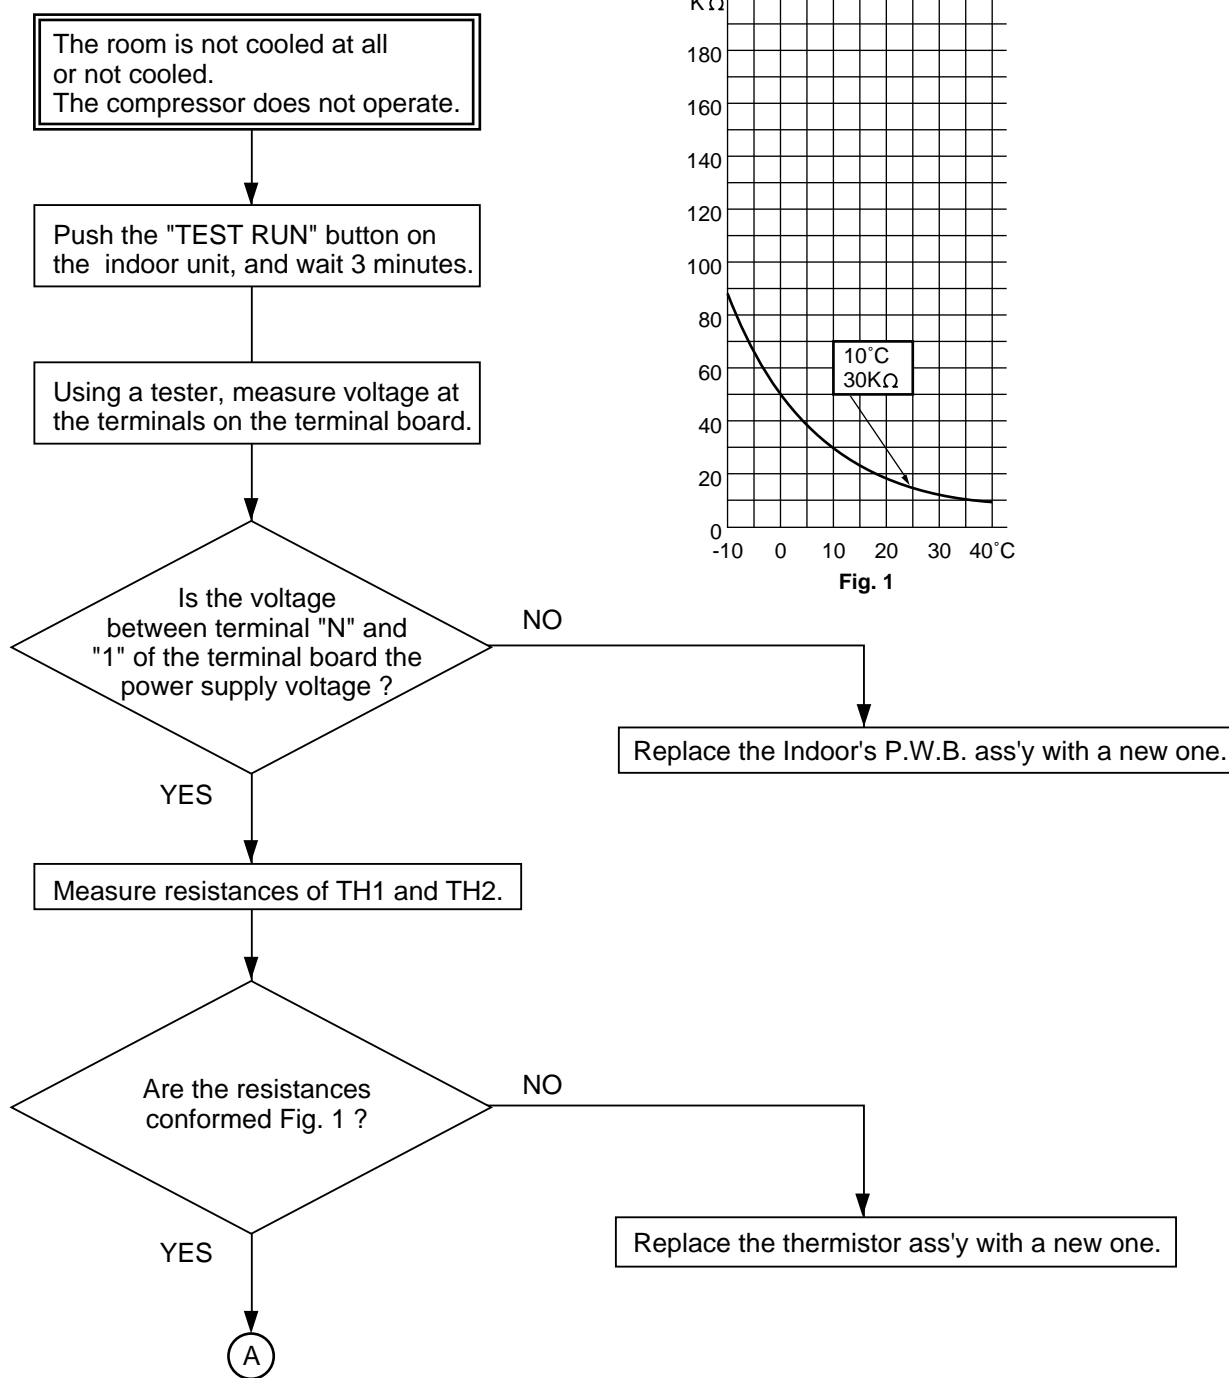 The room is not cooled at all
or not cooled.
The compressor does not operate.
Push the "TEST RUN" button on
the indoor unit, and wait 3 minutes.
Using a tester, measure voltage at
the terminals on the terminal board.
Is the voltage
between terminal "N" and
"1" of the terminal board the
power supply voltage ?
NO
Replace the Indoor's P.W.B. ass'y with a new one.
YES
Measure resistances of TH1 and TH2.
Are the resistances
conformed Fig. 1 ?
NO
Replace the thermistor ass'y with a new one.
YES
A
KΩ
180
160
140
120
100
80
60
40
20
0
-10 0 10 20 30 40˚C
10˚C
30KΩ
Fig. 1